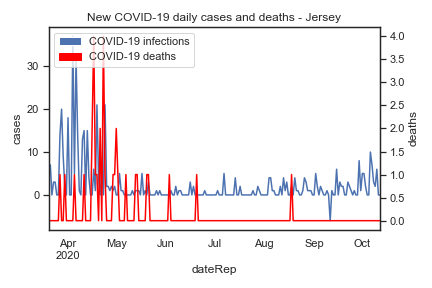 New COVID-19 daily cases and deaths - Jersey
COVID-19 infections
COVID-19 deaths
cases
30
20
10
0
4.0
3.5
3.0
2.5
2.0
1.5
1.0
0.5
0.0
deaths
Apr May Jun Jul Aug Sep Oct
2020
dateRep